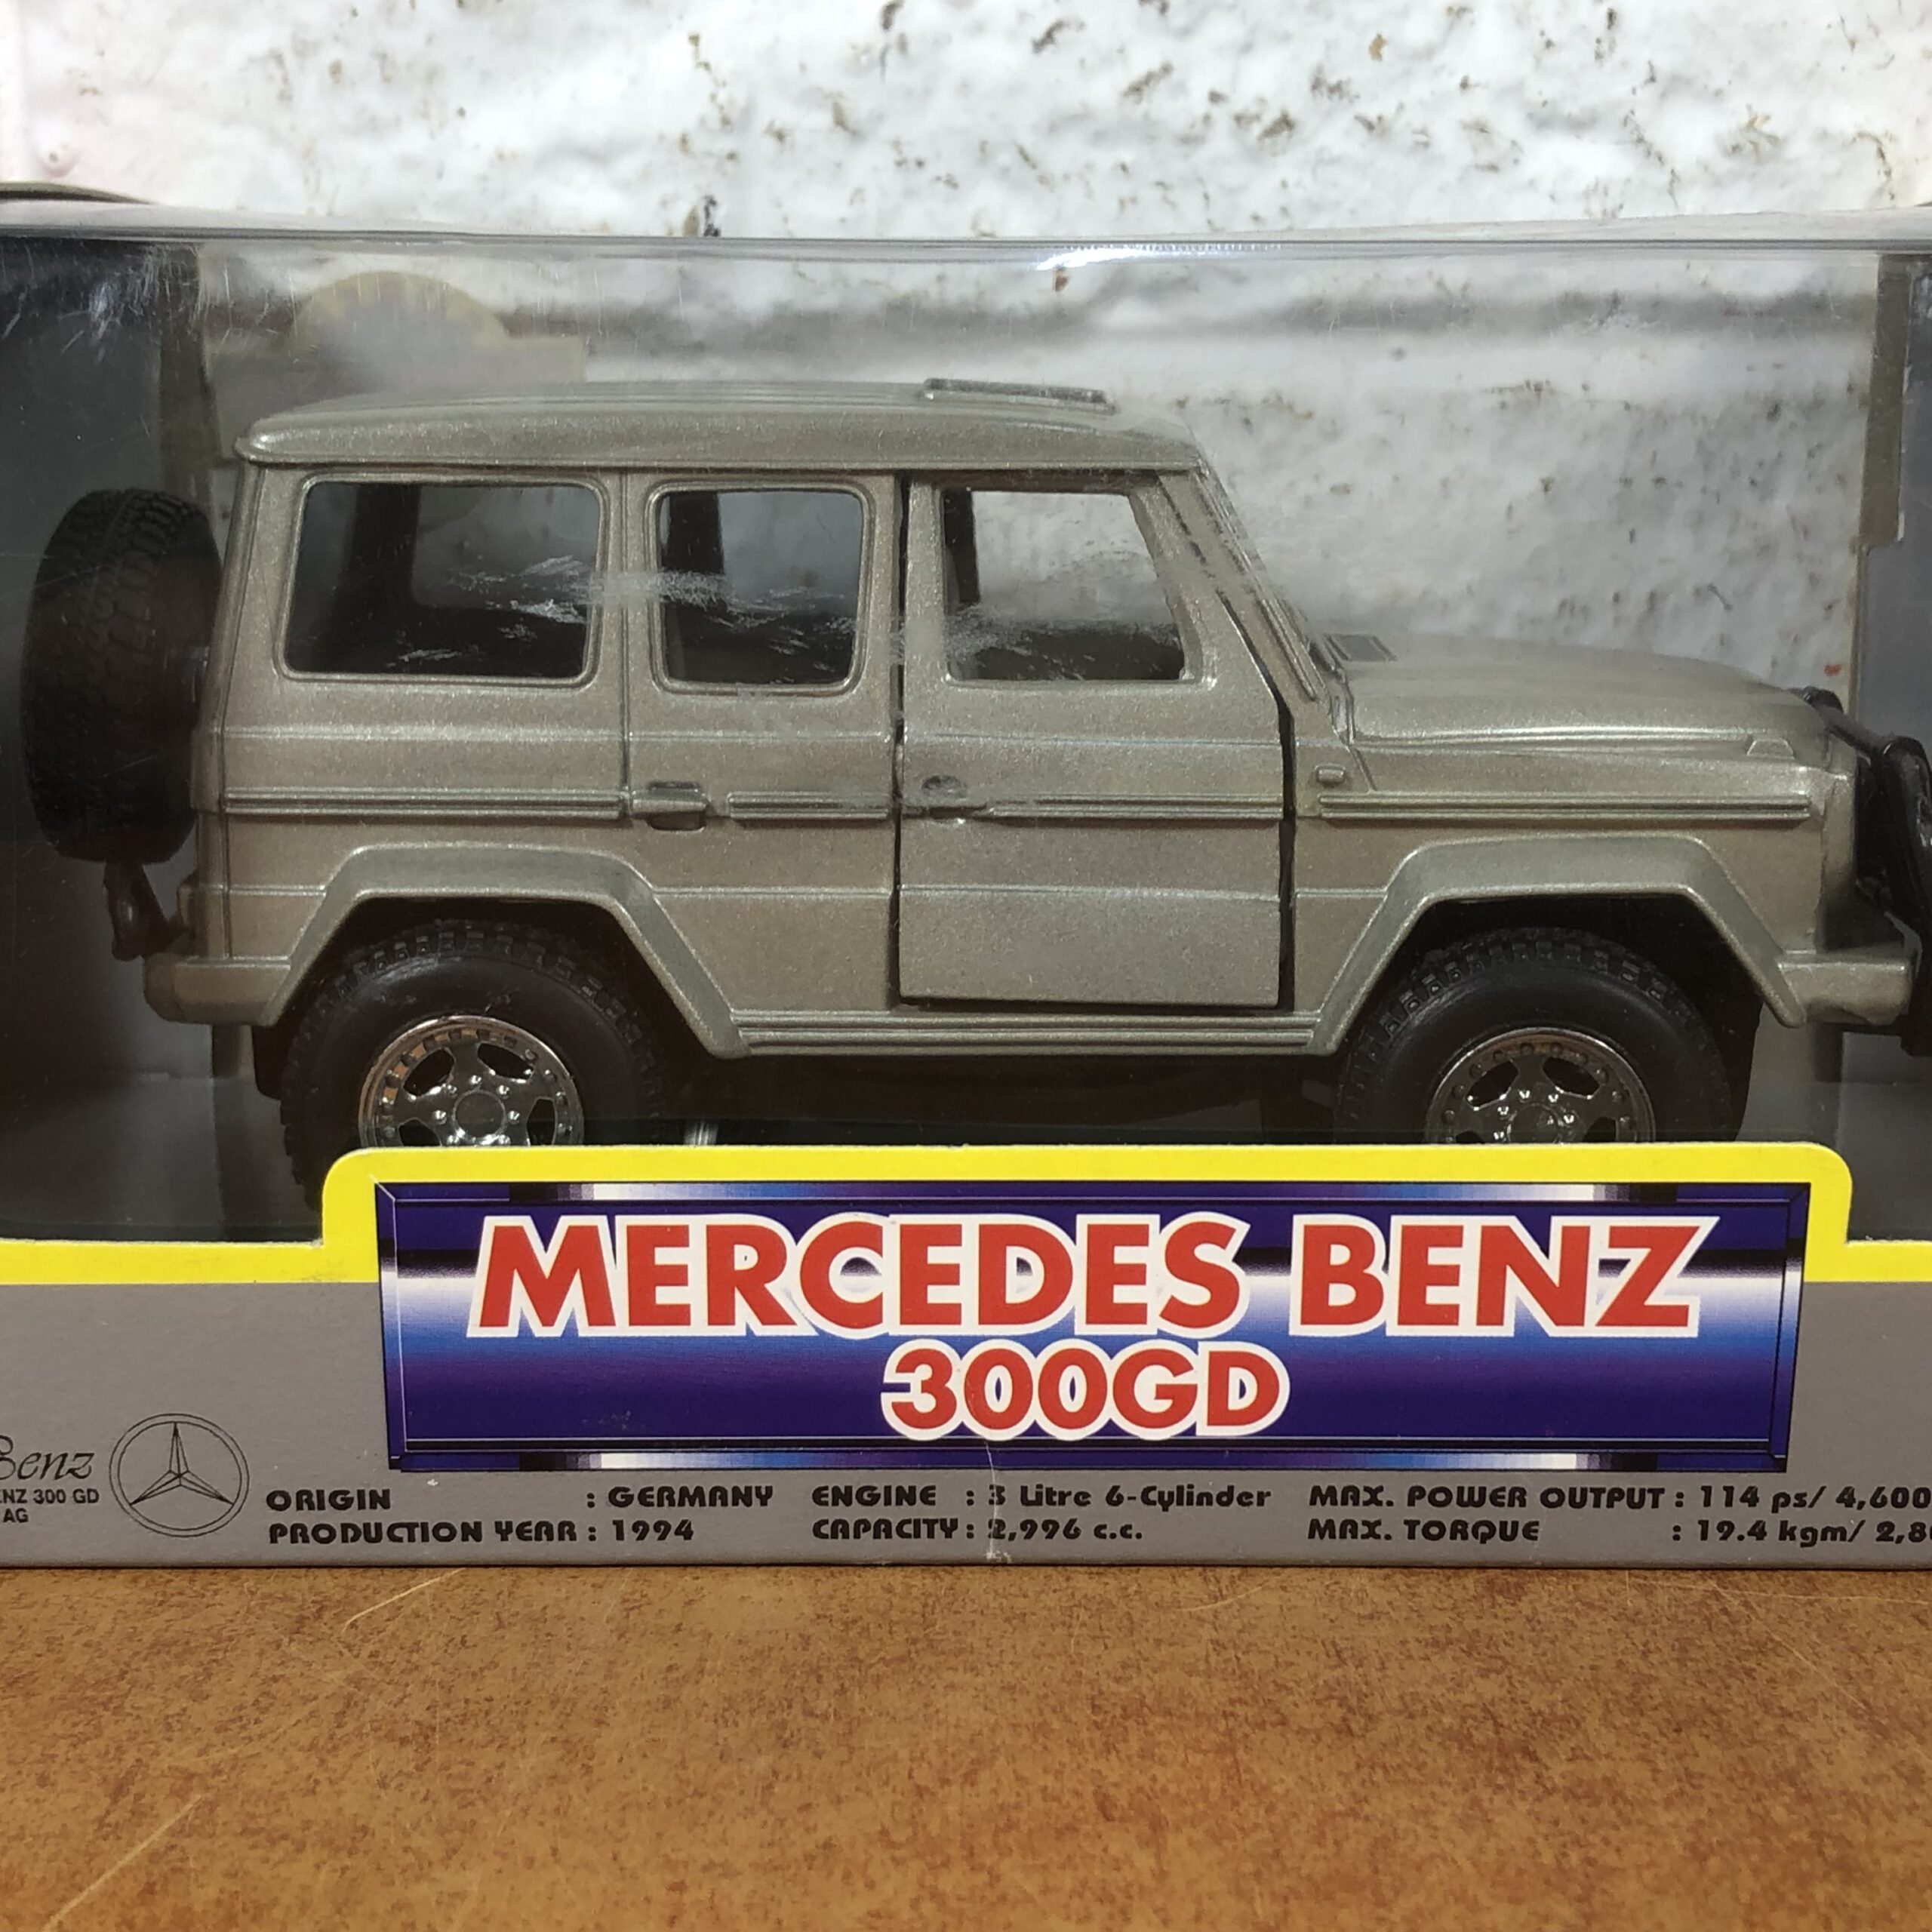 MERCEDES BENZ
300GD
Benz
ENZ 300 GD
AG
ORIGIN : GERMANY
PRODUCTION YEAR : 1994
ENGINE : 3 Litre 6-Cylinder
CAPACITY : 2,996 c.c.
MAX. POWER OUTPUT : 114 ps/ 4,600
MAX. TORQUE : 19.4 kgm/ 2,8